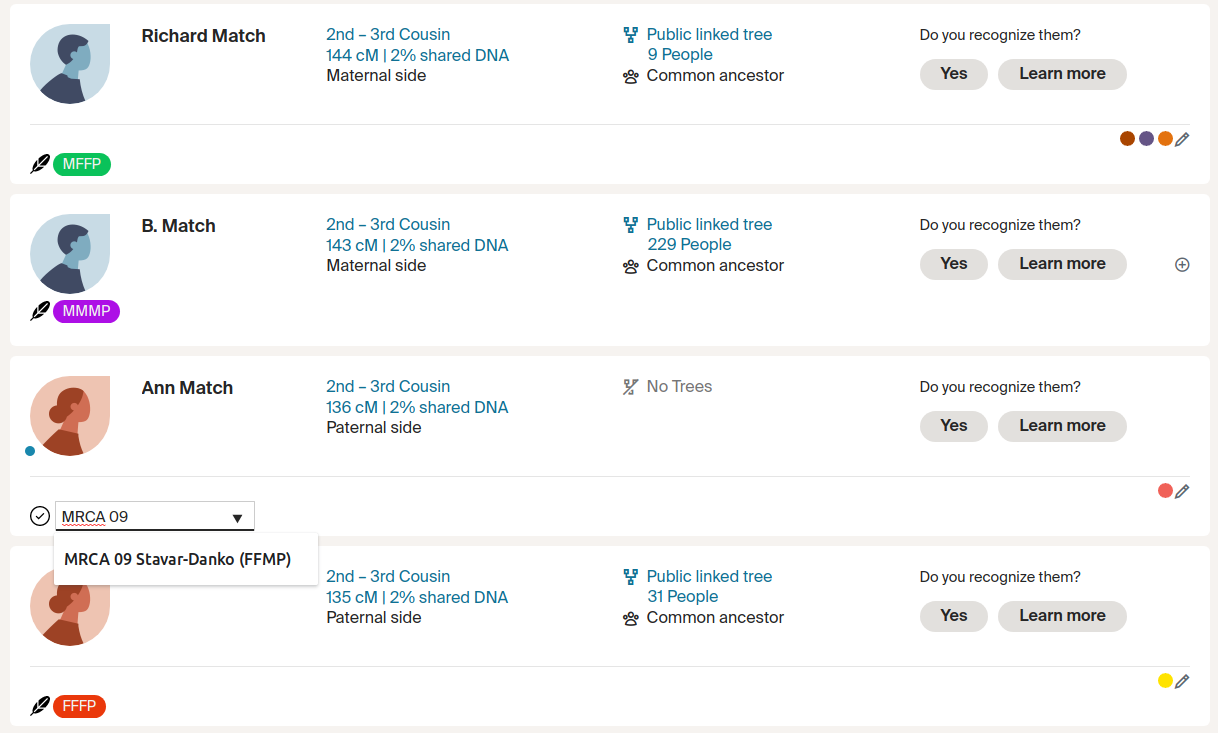 Richard Match
2nd – 3rd Cousin
144 cM | 2% shared DNA
Maternal side
Public linked tree
9 People
Common ancestor
Do you recognize them?
Yes
Learn more
MFFP
B. Match
2nd – 3rd Cousin
143 cM | 2% shared DNA
Maternal side
Public linked tree
229 People
Common ancestor
Do you recognize them?
Yes
Learn more
MMMP
Ann Match
2nd – 3rd Cousin
136 cM | 2% shared DNA
Paternal side
No Trees
Do you recognize them?
Yes
Learn more
MRCA 09
MRCA 09 Stavar-Danko (FFMP)
2nd – 3rd Cousin
135 cM | 2% shared DNA
Paternal side
Public linked tree
31 People
Common ancestor
Do you recognize them?
Yes
Learn more
FFFP